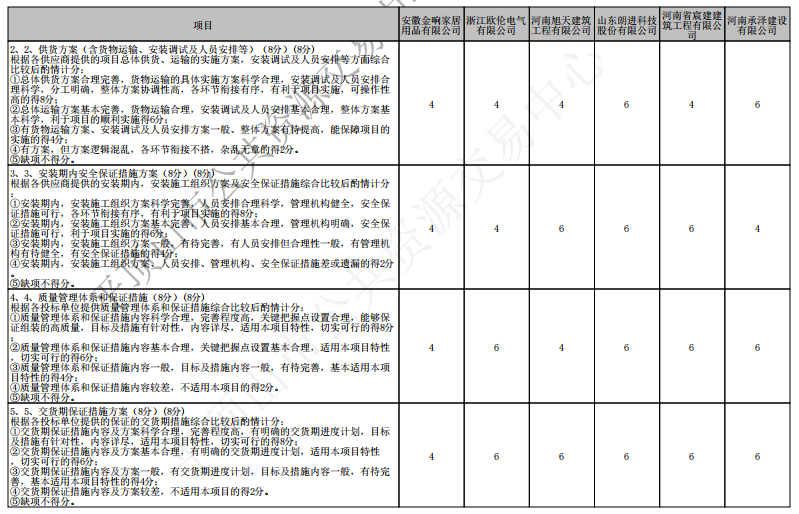 项目
安徽金响家居
用品有限公司
浙江欧伦电气
有限公司
河南旭天建筑
工程有限公司
山东朗进科技
股份有限公司
河南省宸建建
筑工程有限公
司
河南承泽建设
有限公司
2、2、供货方案（含货物运输、安装调试及人员安排等）（8分）(8分)
根据各供应商提供的项目总体供货、运输的实施方案，安装调试及人员安排等方面综合
比较后酌情计分：
①总体供货方案合理完善，货物运输的具体实施方案科学合理，安装调试及人员安排合
理科学，分工明确，整体方案协调性高，各环节衔接有序，有利于项目实施，可操作性
高的得8分；
②总体运输方案基本完善，货物运输合理，安装调试及人员安排基本合理，整体方案基
本科学，利于项目的顺利实施得6分；
③有货物运输方案、安装调试及人员安排方案一般、整体方案有待提高，能保障项目的
实施的得4分；
④有方案，但方案逻辑混乱，各环节衔接不搭，杂乱无章的得2分。
⑤缺项不得分。
4
4
4
6
4
6
3、3、安装期内安全保证措施方案（8分）(8分)
根据各供应商提供的安装期内，安装施工组织方案及安全保证措施综合比较后酌情计分
：
①安装期内，安装施工组织方案科学完善，人员安排合理科学，管理机构健全，安全保
证措施可行，各环节衔接有序，有利于项目实施的得8分；
②安装期内，安装施工组织方案基本完善，人员安排基本合理，管理机构明确，安全保
证措施可行，利于项目实施的得6分；
③安装期内，安装施工组织方案一般，有待完善，有人员安排但合理性一般，有管理机
构有待健全，有安全保证措施的得4分；
④安装期内，安装施工组织方案、人员安排、管理机构、安全保证措施差或遗漏的得2分
。
⑤缺项不得分。
4
4
6
6
6
4
4、4、质量管理体系和保证措施（8分）(8分)
根据各投标单位提供质量管理体系和保证措施综合比较后酌情计分：
①质量管理体系和保证措施内容科学合理，完善程度高，关键把握点设置合理，能够保
证组装的高质量，目标及措施有针对性，内容详尽，适用本项目特性，切实可行的得8分
；
②质量管理体系和保证措施内容基本合理，关键把握点设置基本合理，适用本项目特性
，切实可行的得6分；
③质量管理体系和保证措施内容一般，目标及措施内容一般，有待完善，基本适用本项
目特性的得4分；
④质量管理体系和保证措施内容较差，不适用本项目的得2分。
⑤缺项不得分。
4
6
4
6
6
6
5、5、交货期保证措施方案（8分）(8分)
根据各投标单位提供的保证的交货期措施综合比较后酌情计分：
①交货期保证措施内容及方案科学合理，完善程度高，有明确的交货期进度计划，目标
及措施有针对性，内容详尽，适用本项目特性，切实可行的得8分；
②交货期保证措施内容及方案基本合理，有明确的交货期进度计划，适用本项目特性
，切实可行的得6分；
③交货期保证措施内容及方案一般，有交货期进度计划，目标及措施内容一般，有待完
善，基本适用本项目特性的得4分；
④交货期保证措施内容及方案较差，不适用本项目的得2分。
⑤缺项不得分。
4
6
6
6
6
6
平顶山市公共资源交易中心